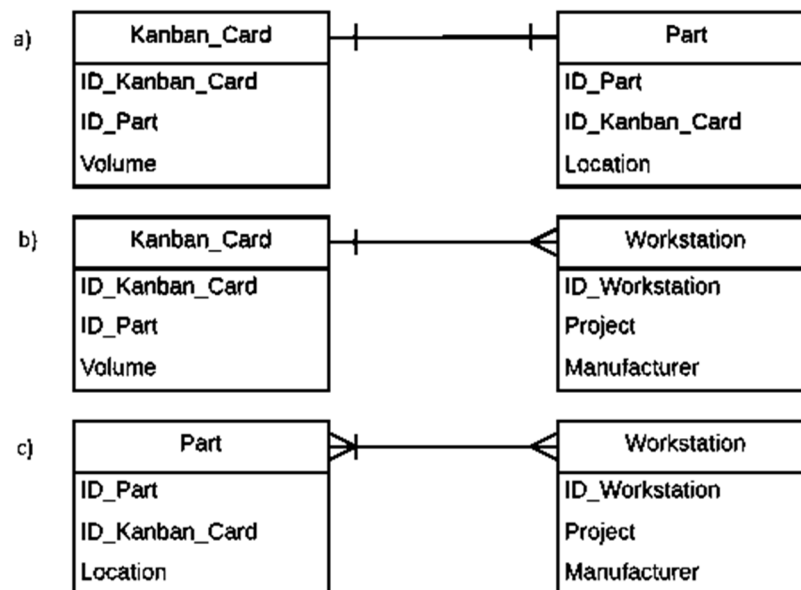 a)
Kanban_Card
Part
ID_Kanban_Card
ID_Part
ID_Part
ID_Kanban_Card
Volume
Location
b)
Kanban_Card
Workstation
ID_Kanban_Card
ID_Workstation
ID_Part
Project
Volume
Manufacturer
c)
Part
Workstation
ID_Part
ID_Workstation
ID_Kanban_Card
Project
Location
Manufacturer